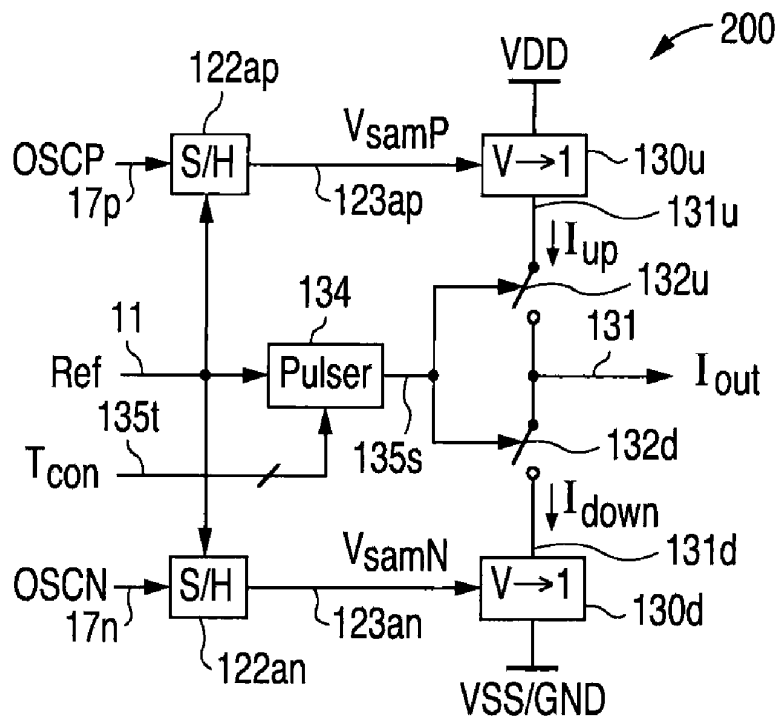 200
VDD
122ap
OSCP
S/H
VsamP
V→1
130u
17p
123ap
131u
Iup
132u
11
134
131
Ref
Pulser
Iout
135t
135s
132d
Tcon
Idown
131d
OSCN
S/H
VsamN
V→1
130d
17n
123an
122an
VSS/GND